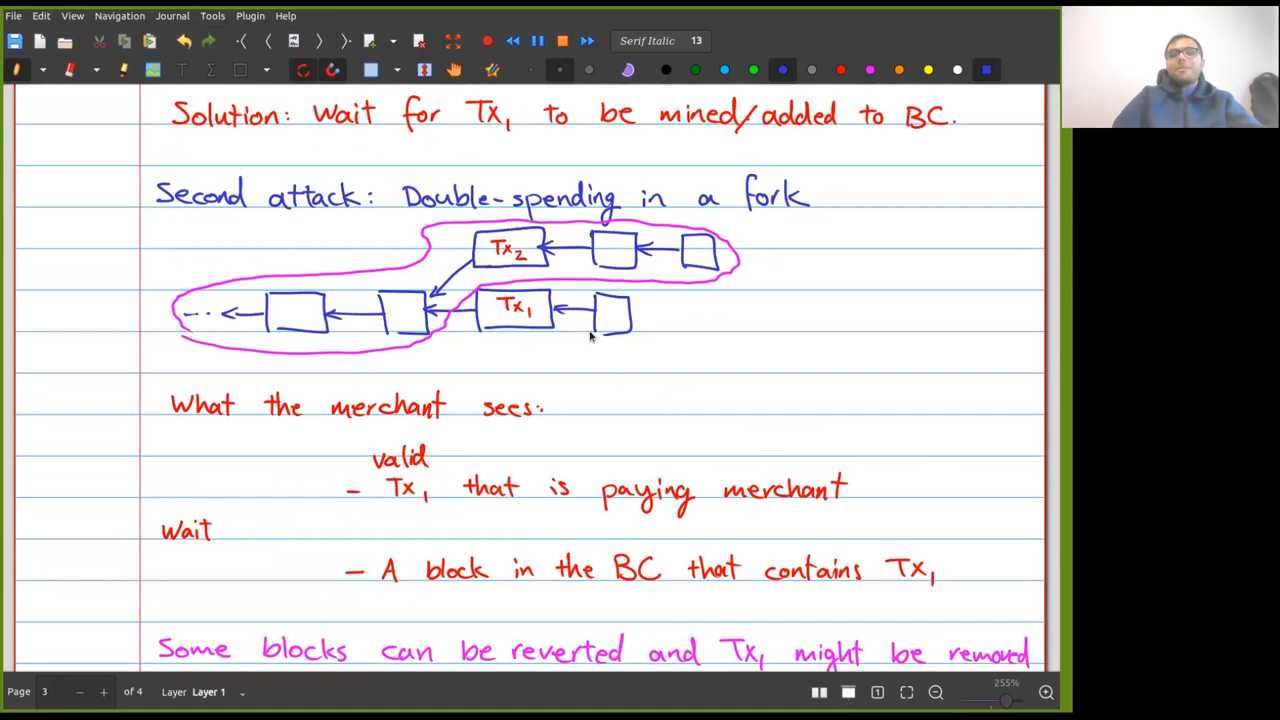 File Edit View Navigation Journal Tools Plugin Help
Serif Italic 13
Solution: Wait for Tx1 to be mined/added to BC.
Second attack: Double-spending in a fork
Tx2
... Tx1
What the merchant sees:
valid
- Tx1 that is paying merchant
Wait
- A block in the BC that contains Tx1
Some blocks can be reverted and Tx1 might be removed
Page 3 of 4 Layer Layer 1
255%